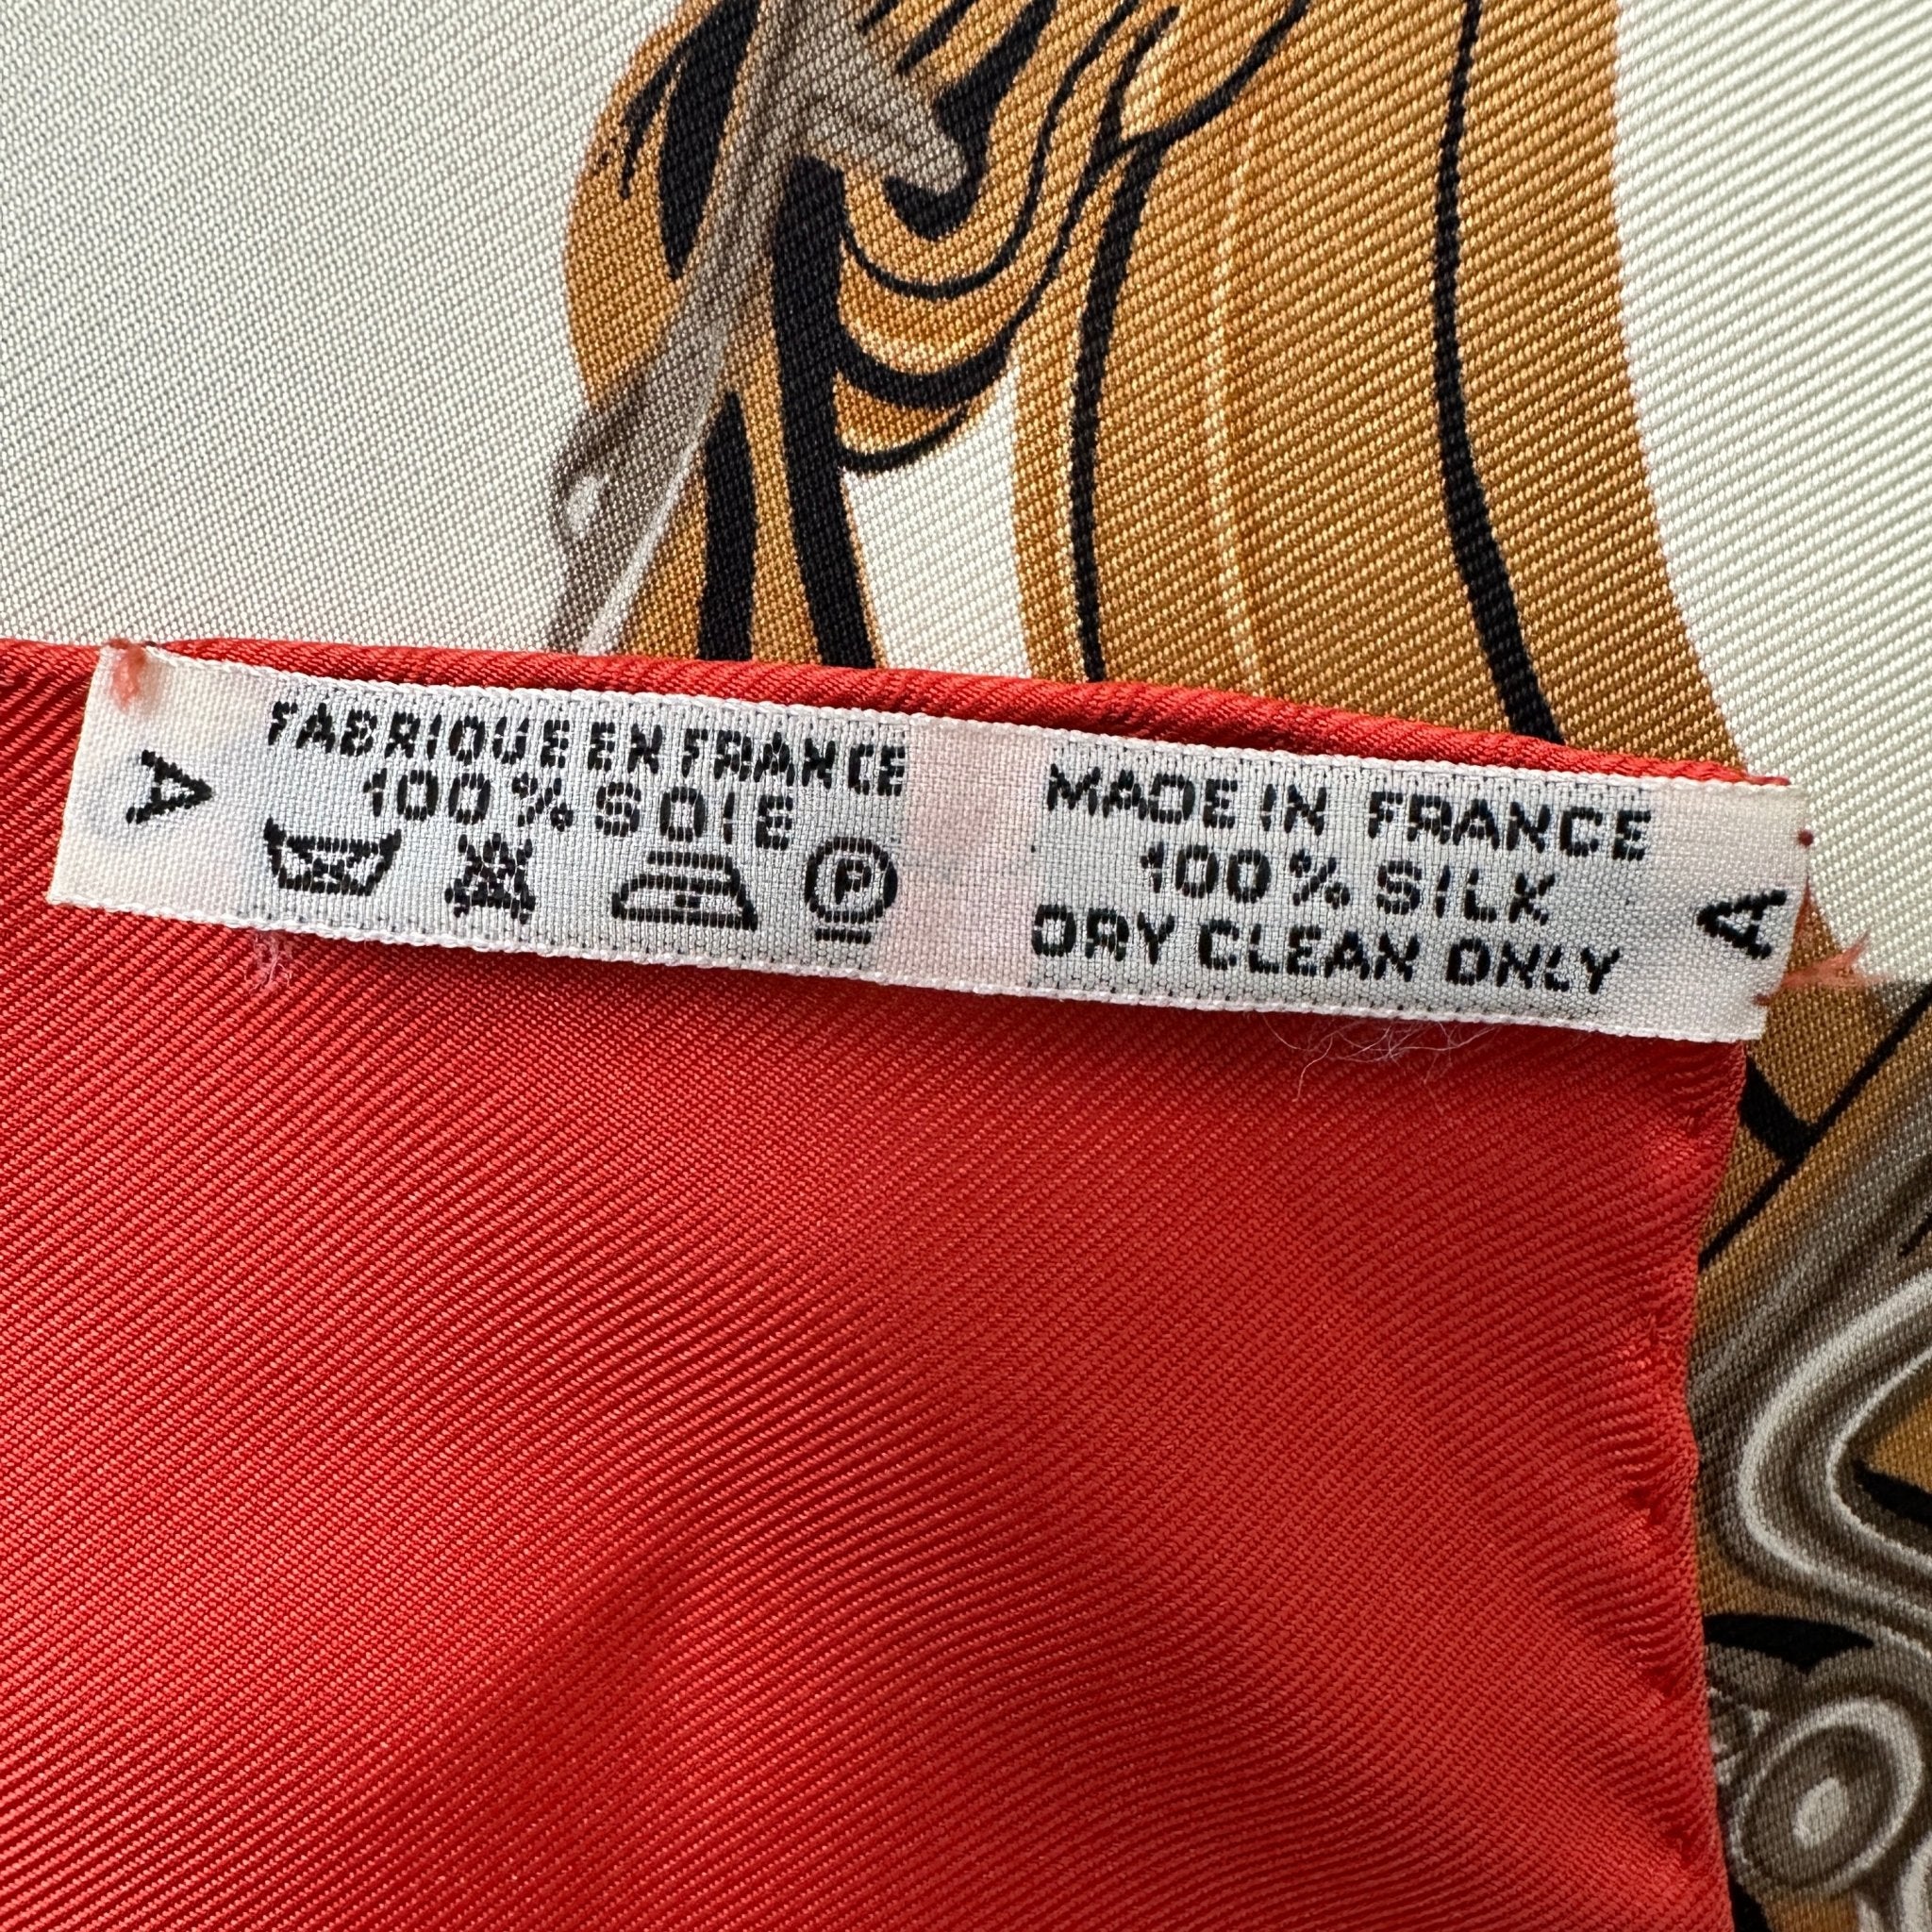 A
FABRIQUE EN FRANCE
100% SOIE
P
MADE IN FRANCE
100% SILK
DRY CLEAN ONLY
A